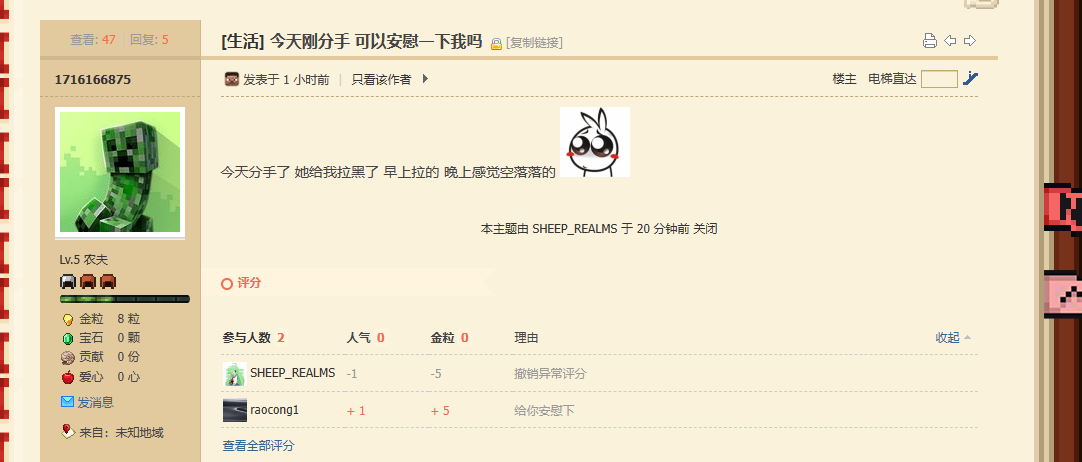 查看: 47 回复: 5
[生活] 今天刚分手 可以安慰一下我吗 [复制链接]
1716166875
发表于 1 小时前 | 只看该作者
楼主 电梯直达
今天分手了 她给我拉黑了 早上拉的 晚上感觉空落落的
本主题由 SHEEP_REALMS 于 20 分钟前 关闭
Lv.5 农夫
金粒 8 粒
宝石 0 颗
贡献 0 份
爱心 0 心
发消息
来自: 未知地域
评分
参与人数 2 人气 0 金粒 0 理由 收起
SHEEP_REALMS -1 -5 撤销异常评分
raocong1 + 1 + 5 给你安慰下
查看全部评分